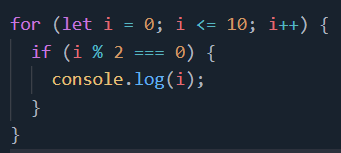 for (let i = 0; i <= 10; i++) {
  if (i % 2 === 0) {
    console.log(i);
  }
}